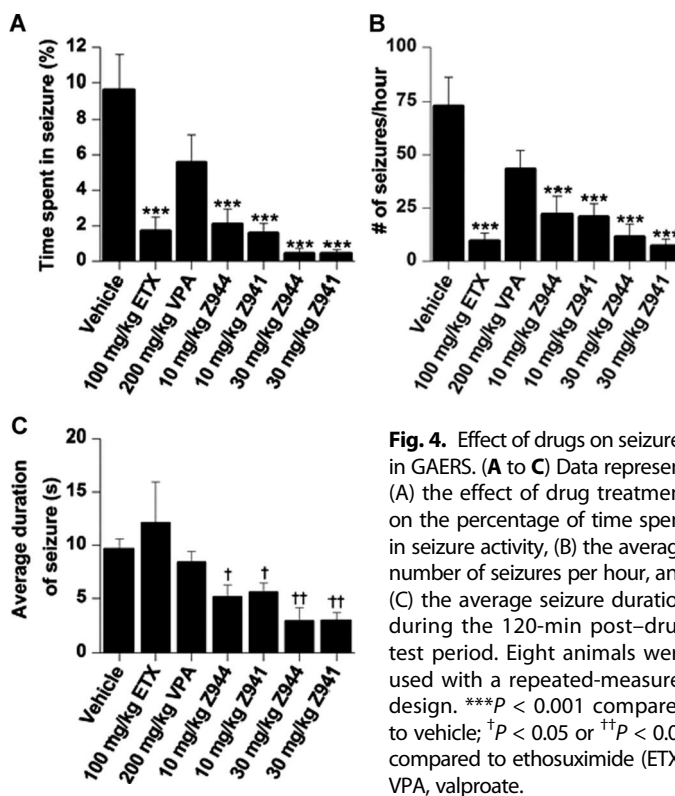 A
Time spent in seizure (%)
12
10
8
6
4
2
0
***
***
***
***
***
Vehicle
100 mg/kg ETX
200 mg/kg VPA
10 mg/kg Z944
10 mg/kg Z941
30 mg/kg Z944
30 mg/kg Z941
B
# of seizures/hour
100
75
50
25
0
***
***
***
***
***
Vehicle
100 mg/kg ETX
200 mg/kg VPA
10 mg/kg Z944
10 mg/kg Z941
30 mg/kg Z944
30 mg/kg Z941
C
Average duration
of seizure (s)
20
15
10
5
0
†
†
††
††
Vehicle
100 mg/kg ETX
200 mg/kg VPA
10 mg/kg Z944
10 mg/kg Z941
30 mg/kg Z944
30 mg/kg Z941
Fig. 4. Effect of drugs on seizure
in GAERS. (A to C) Data represen
(A) the effect of drug treatmen
on the percentage of time spen
in seizure activity, (B) the averag
number of seizures per hour, an
(C) the average seizure duratio
during the 120-min post–dru
test period. Eight animals wer
used with a repeated-measure
design. ***P < 0.001 compare
to vehicle; †P < 0.05 or ††P < 0.0
compared to ethosuximide (ETX
VPA, valproate.